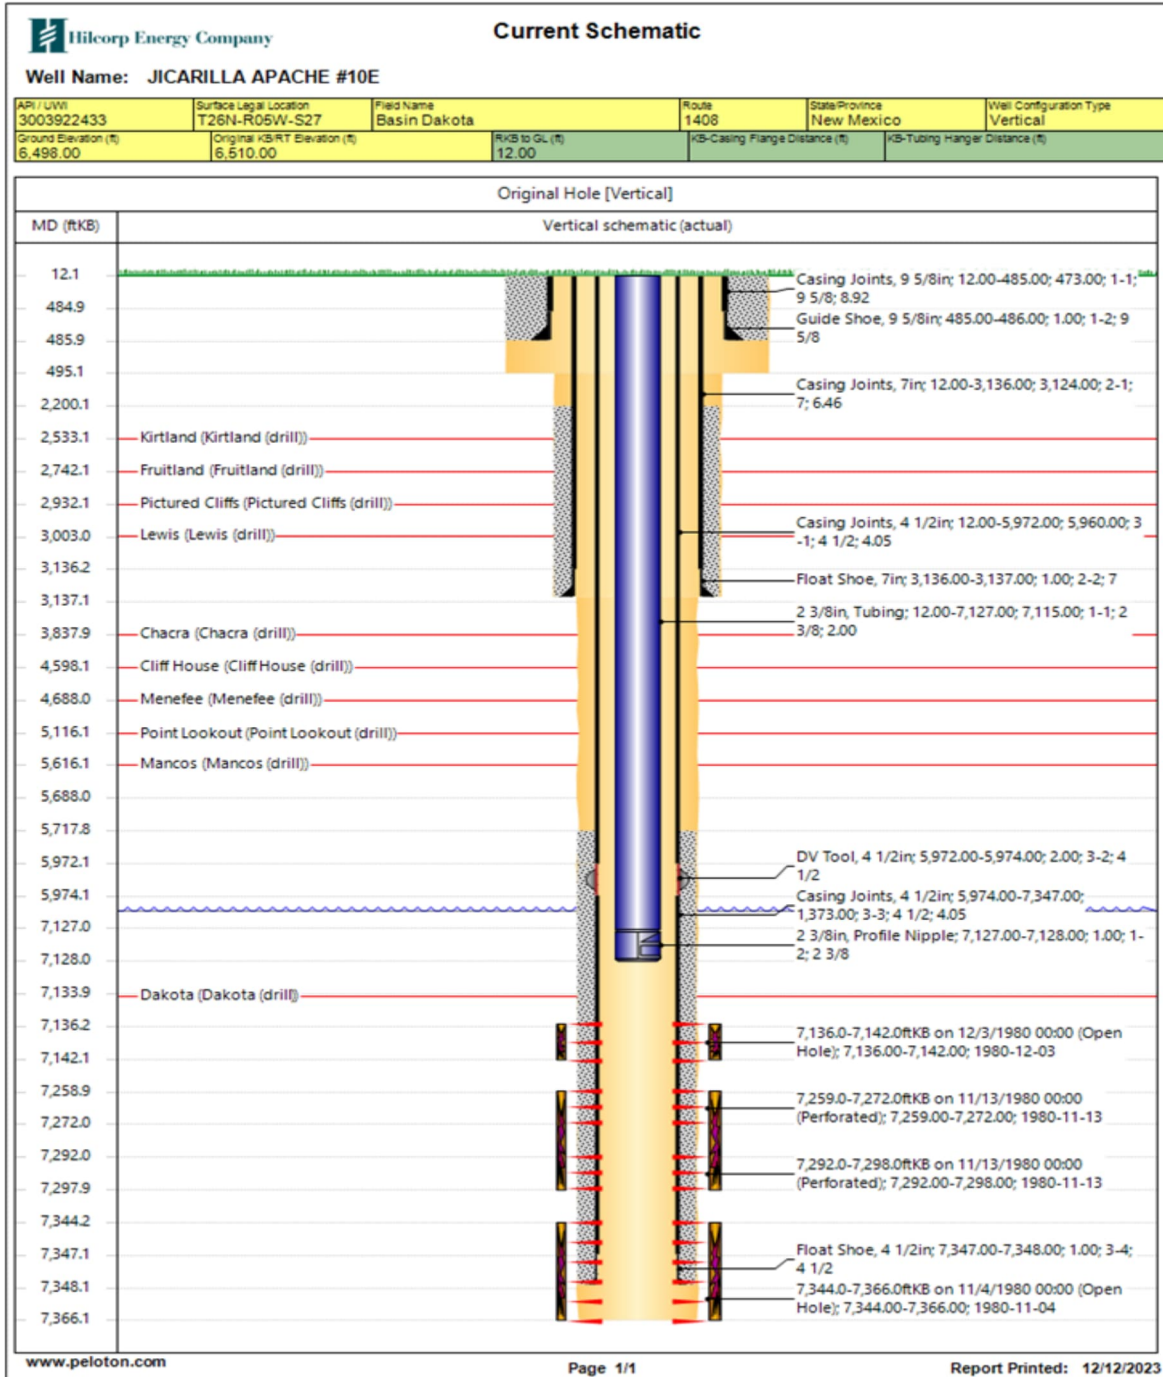 Hilcorp Energy Company
Current Schematic
Well Name: JICARILLA APACHE #10E
API / UWI
3003922433
Surface Legal Location
T26N-R05W-S27
Field Name
Basin Dakota
Route
1408
State/Province
New Mexico
Well Configuration Type
Vertical
Ground Elevation (ft)
6,498.00
Original KB/RT Elevation (ft)
6,510.00
RKB to GL (ft)
12.00
KB-Casing Flange Distance (ft)
KB-Tubing Hanger Distance (ft)
Original Hole [Vertical]
MD (ftKB)
Vertical schematic (actual)
12.1
Casing Joints, 9 5/8in; 12.00-485.00; 473.00; 1-1;
9 5/8; 8.92
484.9
Guide Shoe, 9 5/8in; 485.00-486.00; 1.00; 1-2; 9
5/8
485.9
495.1
Casing Joints, 7in; 12.00-3,136.00; 3,124.00; 2-1;
7; 6.46
2,200.1
2,533.1
Kirtland (Kirtland (drill))
2,742.1
Fruitland (Fruitland (drill))
2,932.1
Pictured Cliffs (Pictured Cliffs (drill))
3,003.0
Lewis (Lewis (drill))
Casing Joints, 4 1/2in; 12.00-5,972.00; 5,960.00; 3
-1; 4 1/2; 4.05
3,136.2
Float Shoe, 7in; 3,136.00-3,137.00; 1.00; 2-2; 7
3,137.1
2 3/8in, Tubing; 12.00-7,127.00; 7,115.00; 1-1; 2
3/8; 2.00
3,837.9
Chacra (Chacra (drill))
4,598.1
Cliff House (Cliff House (drill))
4,688.0
Menefee (Menefee (drill))
5,116.1
Point Lookout (Point Lookout (drill))
5,616.1
Mancos (Mancos (drill))
5,688.0
5,717.8
5,972.1
DV Tool, 4 1/2in; 5,972.00-5,974.00; 2.00; 3-2; 4
1/2
5,974.1
Casing Joints, 4 1/2in; 5,974.00-7,347.00;
1,373.00; 3-3; 4 1/2; 4.05
7,127.0
2 3/8in, Profile Nipple; 7,127.00-7,128.00; 1.00; 1-
2; 2 3/8
7,128.0
7,133.9
Dakota (Dakota (drill))
7,136.2
7,136.0-7,142.0ftKB on 12/3/1980 00:00 (Open
Hole); 7,136.00-7,142.00; 1980-12-03
7,142.1
7,258.9
7,259.0-7,272.0ftKB on 11/13/1980 00:00
(Perforated); 7,259.00-7,272.00; 1980-11-13
7,272.0
7,292.0
7,292.0-7,298.0ftKB on 11/13/1980 00:00
(Perforated); 7,292.00-7,298.00; 1980-11-13
7,297.9
7,344.2
7,347.1
Float Shoe, 4 1/2in; 7,347.00-7,348.00; 1.00; 3-4;
4 1/2
7,348.1
7,344.0-7,366.0ftKB on 11/4/1980 00:00 (Open
Hole); 7,344.00-7,366.00; 1980-11-04
7,366.1
www.peloton.com
Page 1/1
Report Printed: 12/12/2023